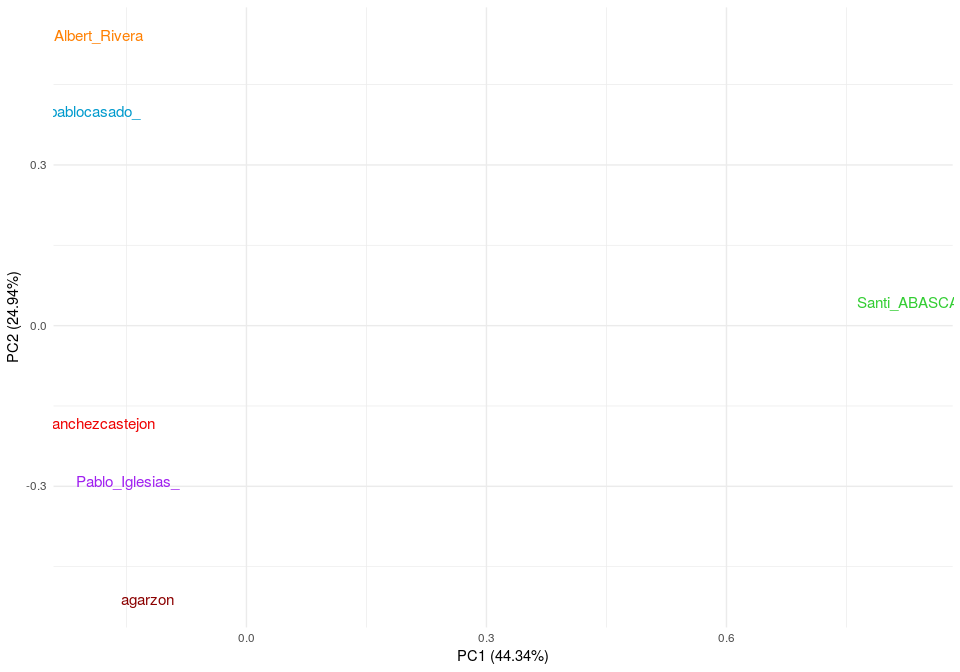 Albert_Rivera
pablocasado_
0.3
Santi_ABASCA
0.0
anchezcastejon
Pablo_Iglesias_
-0.3
agarzon
0.0 0.3 0.6
PC1 (44.34%)
PC2 (24.94%)